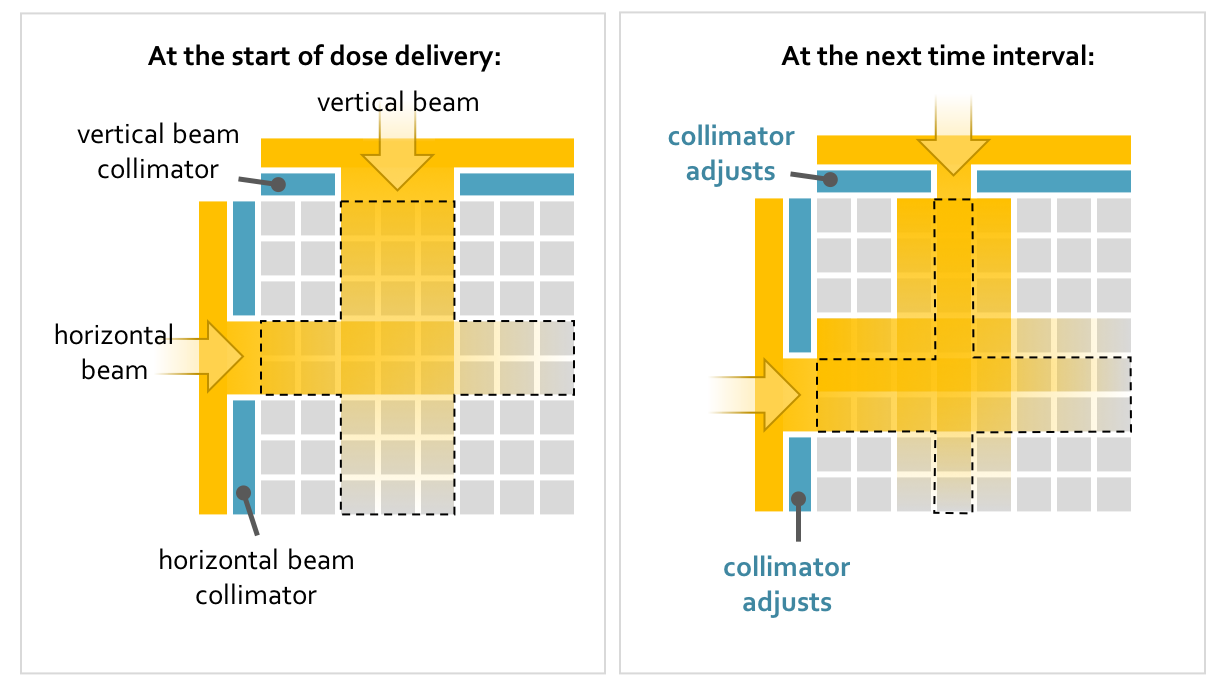 At the start of dose delivery:
vertical beam
vertical beam
collimator
horizontal
beam
horizontal beam
collimator
At the next time interval:
collimator
adjusts
collimator
adjusts